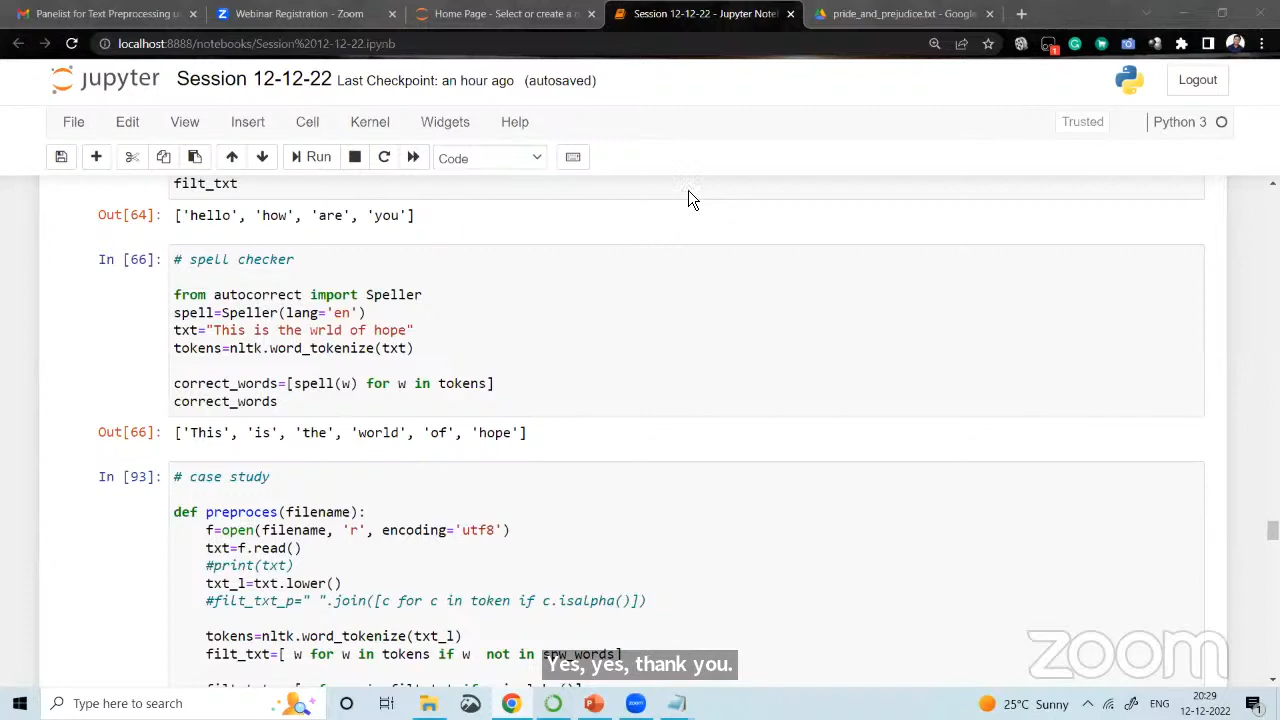 Panelist for Text Preprocessing u
Webinar Registration - Zoom
Home Page - Select or create a n
Session 12-12-22 - Jupyter Note
pride_and_prejudice.txt - Google
localhost:8888/notebooks/Session%2012-12-22.ipynb
jupyter Session 12-12-22 Last Checkpoint: an hour ago (autosaved)
Logout
File Edit View Insert Cell Kernel Widgets Help
Trusted
Python 3
Run
Code
filt_txt
Out[64]: ['hello', 'how', 'are', 'you']
In [66]: # spell checker
from autocorrect import Speller
spell=Speller(lang='en')
txt="This is the wrld of hope"
tokens=nltk.word_tokenize(txt)
correct_words=[spell(w) for w in tokens]
correct_words
Out[66]: ['This', 'is', 'the', 'world', 'of', 'hope']
In [93]: # case study
def preproces(filename):
f=open(filename, 'r', encoding='utf8')
txt=f.read()
#print(txt)
txt_l=txt.lower()
#filt_txt_p=" ".join([c for c in token if c.isalpha()])
tokens=nltk.word_tokenize(txt_l)
filt_txt=[ w for w in tokens if w not in
Yes, yes, thank you.
zoom
Type here to search
25°C Sunny
ENG
20:29
12-12-2022